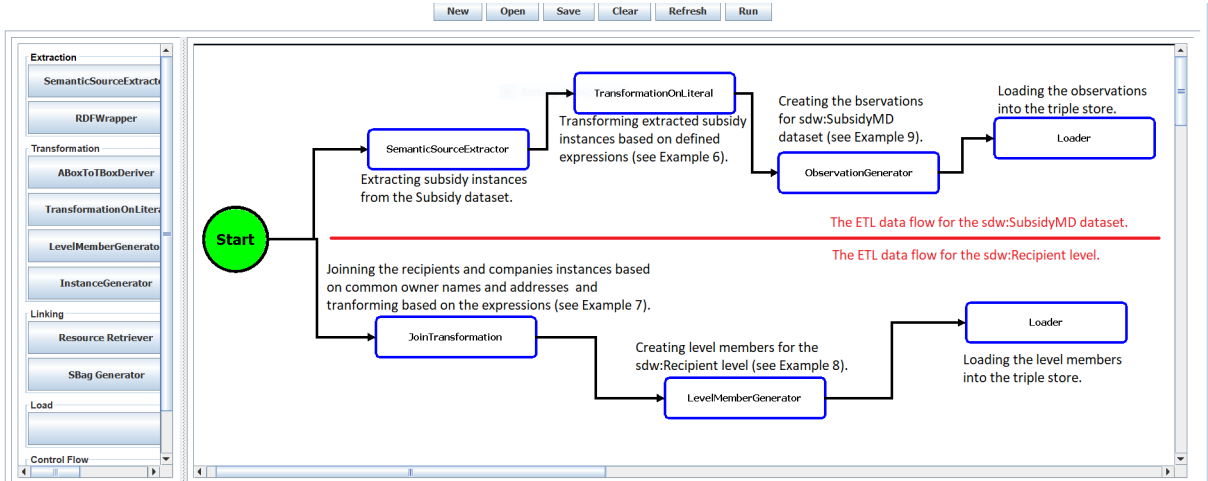 New Open Save Clear Refresh Run
Extraction
SemanticSourceExtracto
RDFWrapper
Transformation
ABoxToTBoxDeriver
TransformationOnLitera
LevelMemberGenerato
InstanceGenerator
Linking
Resource Retriever
SBag Generator
Load
Control Flow
Start
SemanticSourceExtractor
Extracting subsidy instances
from the Subsidy dataset.
TransformationOnLiteral
Transforming extracted subsidy
instances based on defined
expressions (see Example 6).
Creating the bservations
for sdw:SubsidyMD
dataset (see Example 9).
ObservationGenerator
Loading the observations
into the triple store.
Loader
The ETL data flow for the sdw:SubsidyMD dataset.
The ETL data flow for the sdw:Recipient level.
Joinning the recipients and companies instances based
on common owner names and addresses and
tranforming based on the expressions (see Example 7).
JoinTransformation
Creating level members for the
sdw:Recipient level (see Example 8).
LevelMemberGenerator
Loader
Loading the level members
into the triple store.